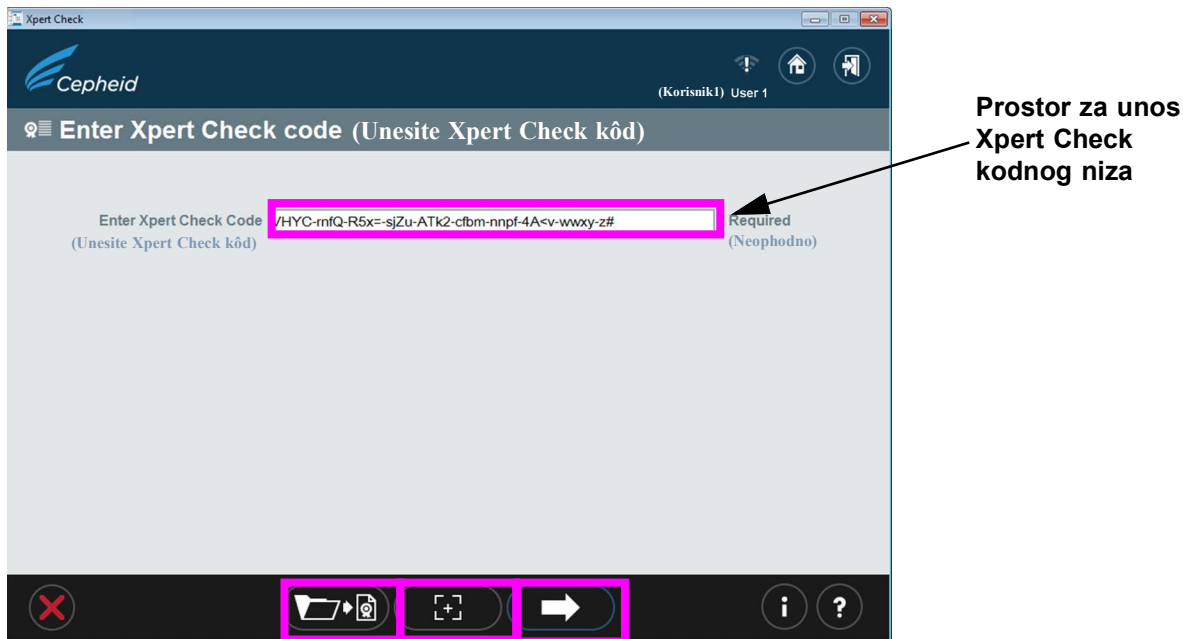 Xpert Check
Cepheid
(Korisnik1) User 1
Enter Xpert Check code (Unesite Xpert Check kôd)
Prostor za unos
Xpert Check
kodnog niza
Enter Xpert Check Code /HYC-rnfQ-R5x=-sjZu-ATk2-cfbm-nnpf-4A<v-wwxy-z# Required
(Unesite Xpert Check kôd) (Neophodno)